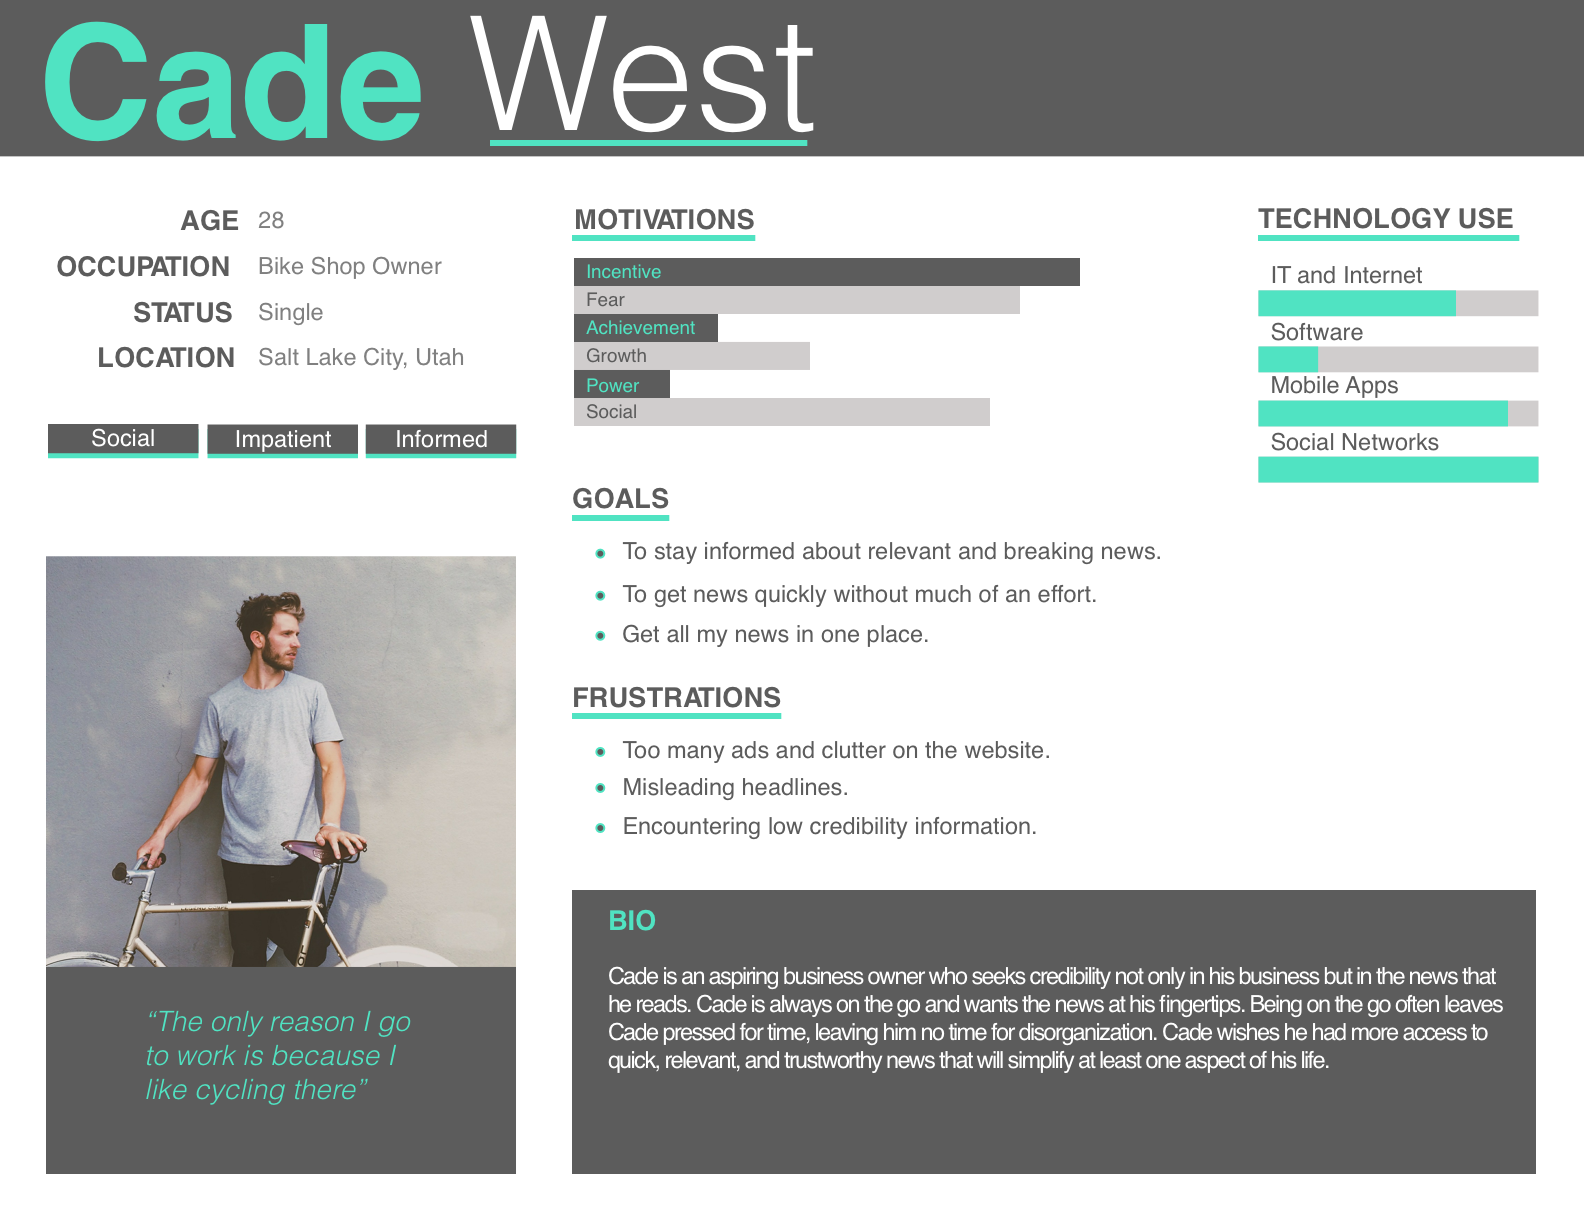 Cade West
AGE 28
OCCUPATION Bike Shop Owner
STATUS Single
LOCATION Salt Lake City, Utah
Social Impatient Informed
“The only reason I go
to work is because I
like cycling there”
MOTIVATIONS
Incentive
Fear
Achievement
Growth
Power
Social
GOALS
To stay informed about relevant and breaking news.
To get news quickly without much of an effort.
Get all my news in one place.
FRUSTRATIONS
Too many ads and clutter on the website.
Misleading headlines.
Encountering low credibility information.
TECHNOLOGY USE
IT and Internet
Software
Mobile Apps
Social Networks
BIO
Cade is an aspiring business owner who seeks credibility not only in his business but in the news that
he reads. Cade is always on the go and wants the news at his fingertips. Being on the go often leaves
Cade pressed for time, leaving him no time for disorganization. Cade wishes he had more access to
quick, relevant, and trustworthy news that will simplify at least one aspect of his life.